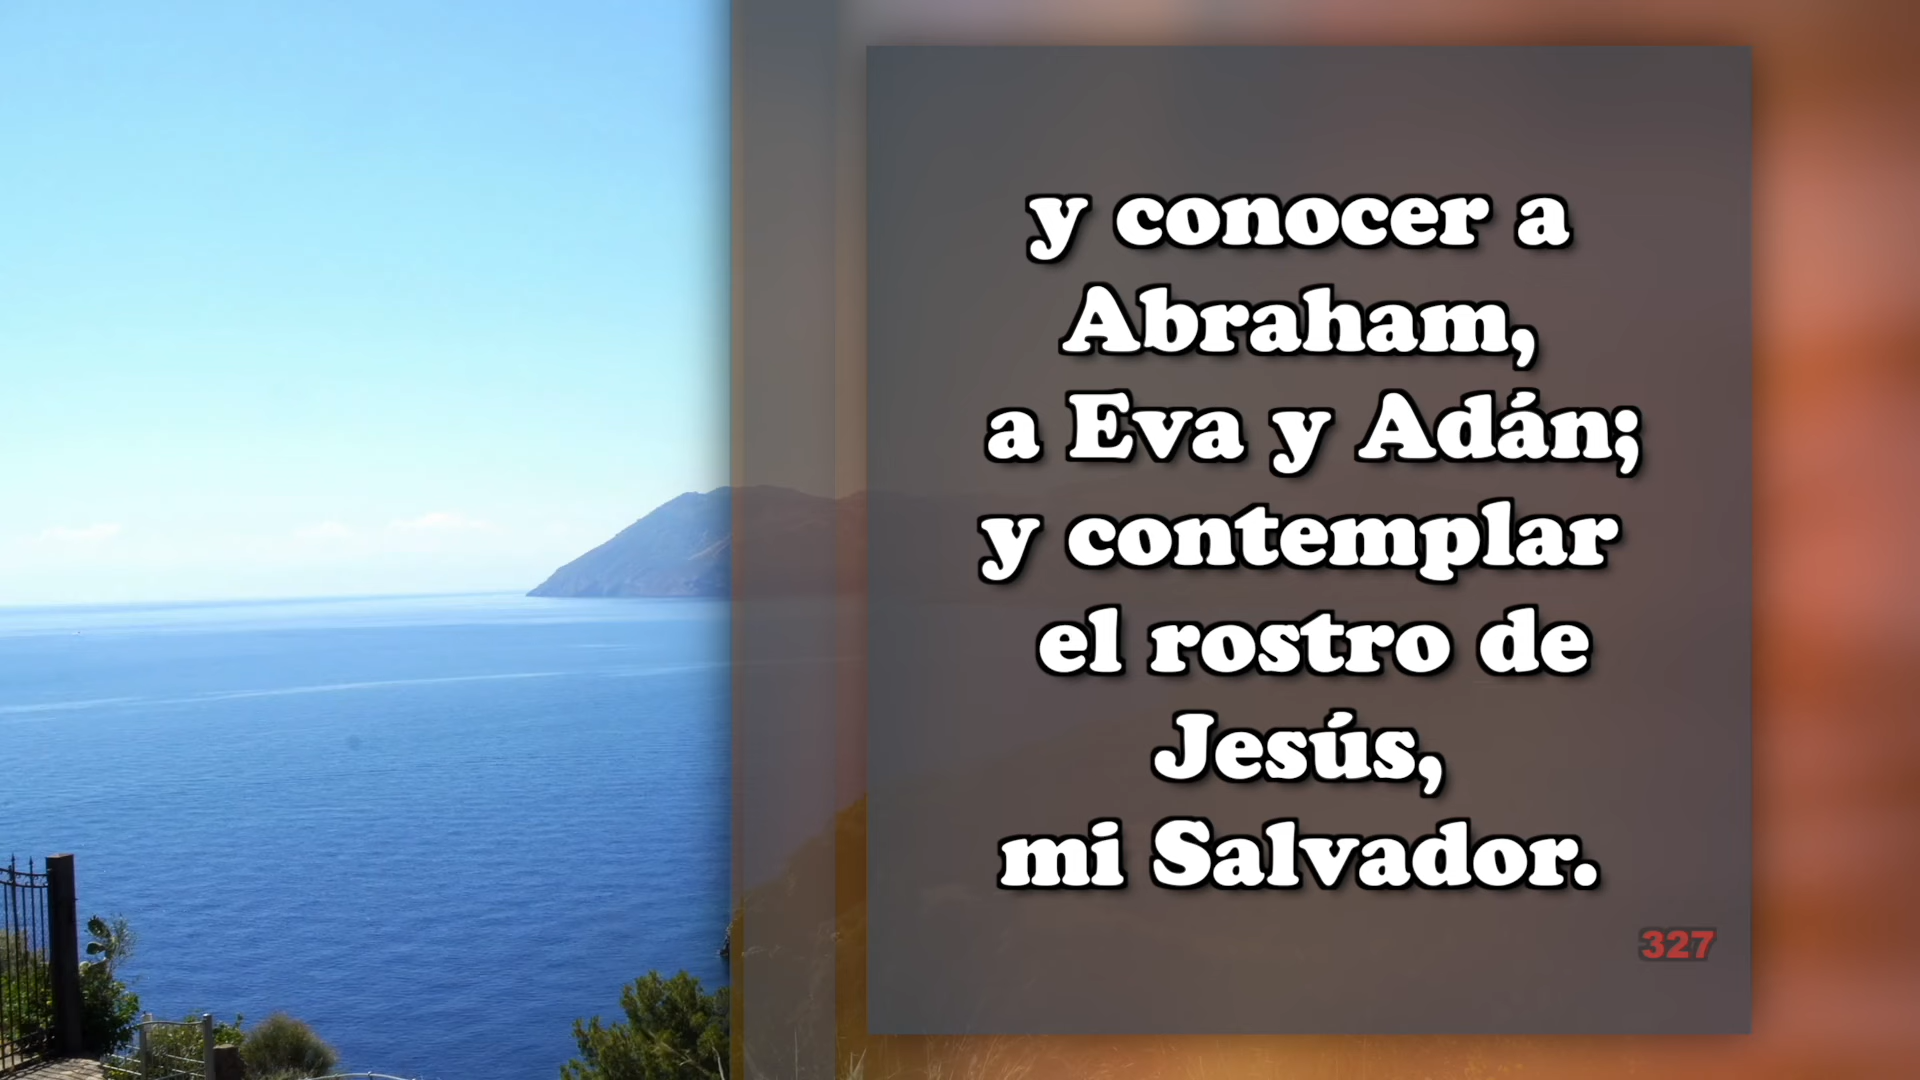 y conocer a
Abraham,
a Eva y Adán;
y contemplar
el rostro de
Jesús,
mi Salvador.
327